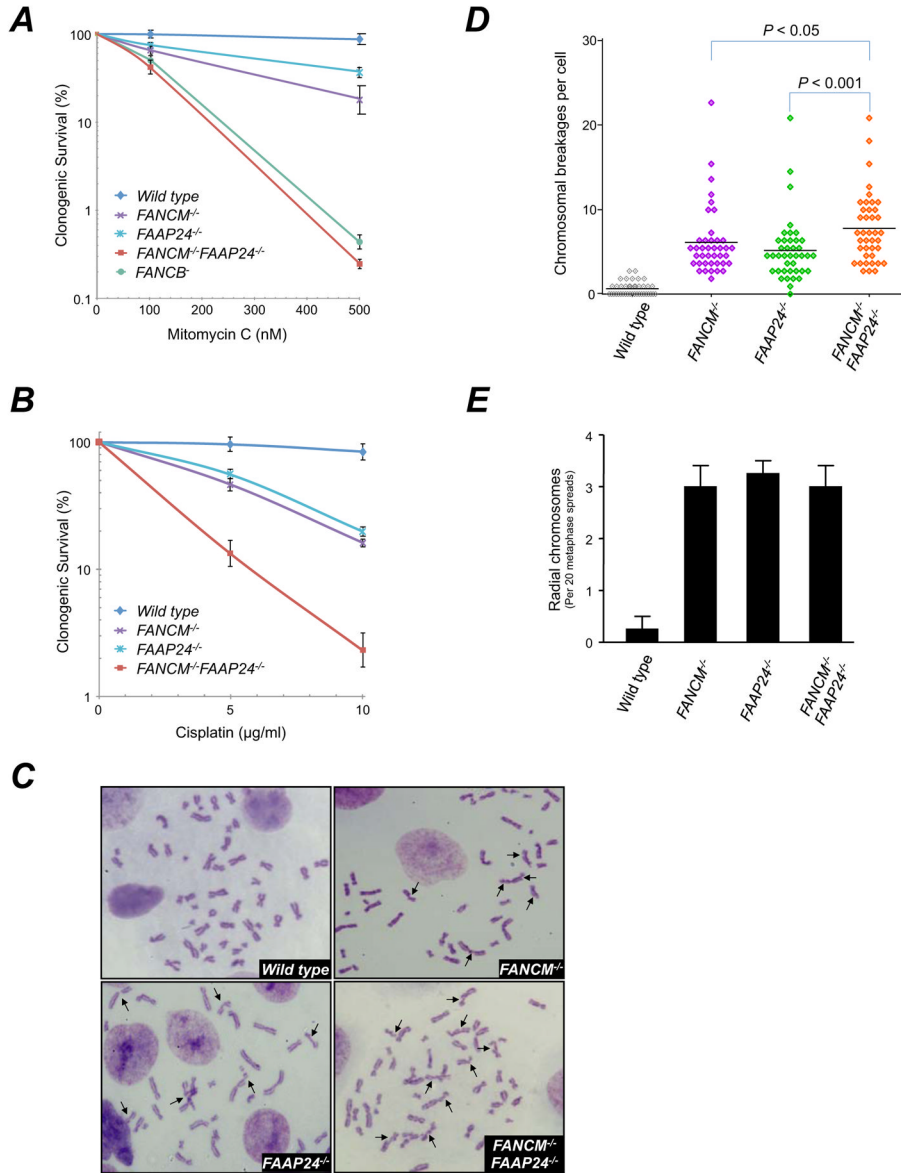 A
Clonogenic Survival (%)
100
10
1
0.1
Wild type
FANCM-/-
FAAP24-/-
FANCM-/-FAAP24-/-
FANCB-
0 100 200 300 400 500
Mitomycin C (nM)
B
Clonogenic Survival (%)
100
10
1
Wild type
FANCM-/-
FAAP24-/-
FANCM-/-FAAP24-/-
0 5 10
Cisplatin (µg/ml)
C
Wild type
FANCM-/-
FAAP24-/-
FANCM-/-
FAAP24-/-
D
P < 0.05
P < 0.001
Chromosomal breakages per cell
30
20
10
0
Wild type
FANCM-/-
FAAP24-/-
FANCM-/-
FAAP24-/-
E
Radial chromosomes
(Per 20 metaphase spreads)
4
3
2
1
0
Wild type
FANCM-/-
FAAP24-/-
FANCM-/-
FAAP24-/-